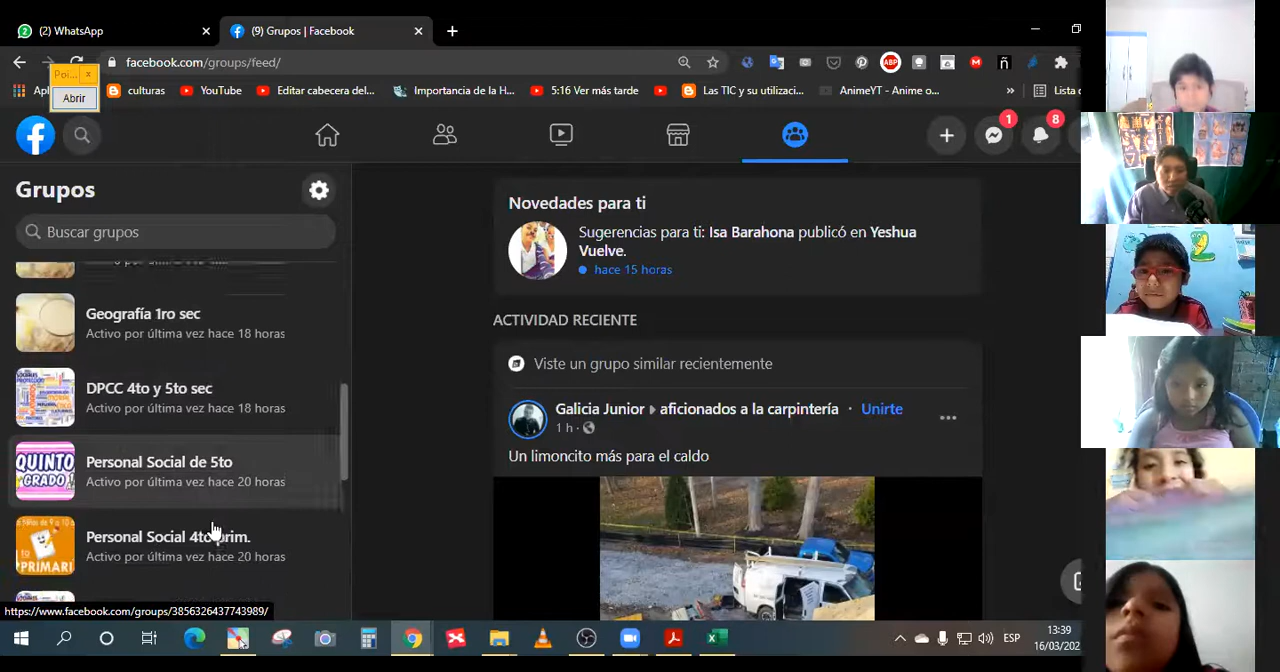 (2) WhatsApp
(9) Grupos | Facebook
facebook.com/groups/feed/
Poi...
Abrir
culturas
YouTube
Editar cabecera del...
Importancia de la H...
5:16 Ver más tarde
Las TIC y su utilizaci...
AnimeYT - Anime o...
Lista d
ABP
ñ
1
8
Grupos
Buscar grupos
Geografía 1ro sec
Activo por última vez hace 18 horas
DPCC 4to y 5to sec
Activo por última vez hace 18 horas
QUINTO
GRADO
Personal Social de 5to
Activo por última vez hace 20 horas
Personal Social 4to prim.
Activo por última vez hace 20 horas
Novedades para ti
Sugerencias para ti: Isa Barahona publicó en Yeshua
Vuelve.
hace 15 horas
ACTIVIDAD RECIENTE
Viste un grupo similar recientemente
Galicia Junior aficionados a la carpintería · Unirte
1 h ·
Un limoncito más para el caldo
https://www.facebook.com/groups/3856326437743989/
ESP
13:39
16/03/202